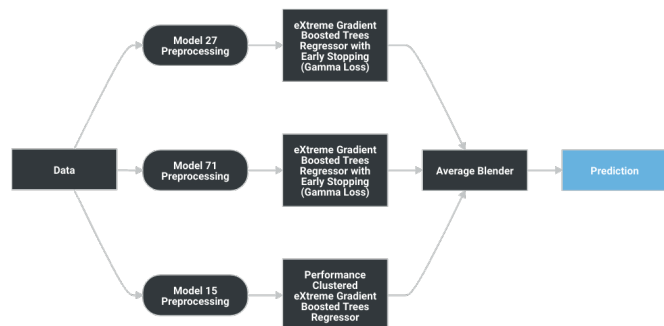 Model 27
Preprocessing
eXtreme Gradient
Boosted Trees
Regressor with
Early Stopping
(Gamma Loss)
Data
Model 71
Preprocessing
eXtreme Gradient
Boosted Trees
Regressor with
Early Stopping
(Gamma Loss)
Average Blender
Prediction
Model 15
Preprocessing
Performance
Clustered
eXtreme Gradient
Boosted Trees
Regressor